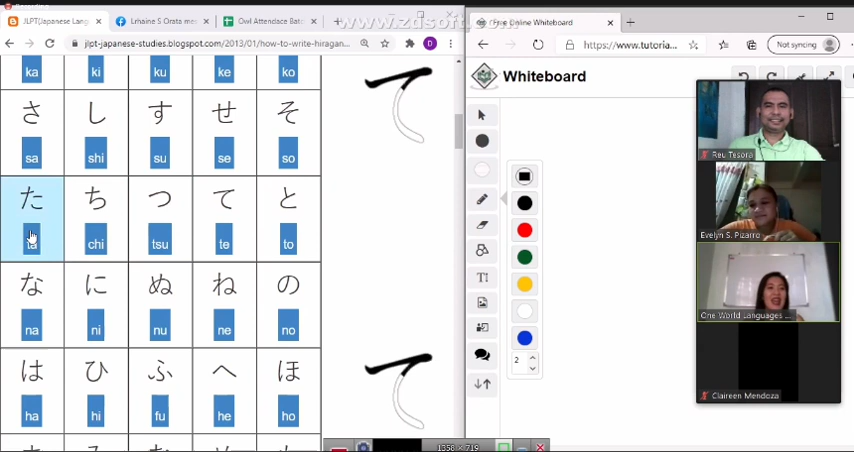 Recording
JLPT(Japanese Lang
Lrhaine S Orata me
Owl Attendace Batc
www.zdsoft.com
Free Online Whiteboard
jlpt-japanese-studies.blogspot.com/2013/01/how-to-write-hiragan
D
https://www.tutoria...
Not syncing
Whiteboard
ka ki ku ke ko
さ し す せ そ
sa shi su se so
た ち つ て と
chi tsu te to
な に ぬ ね の
na ni nu ne no
は ひ ふ へ ほ
ha hi fu he ho
て
て
T
2
Reu Tesora
Evelyn S. Pizarro
One World Languages ...
Claireen Mendoza
1358 × 719